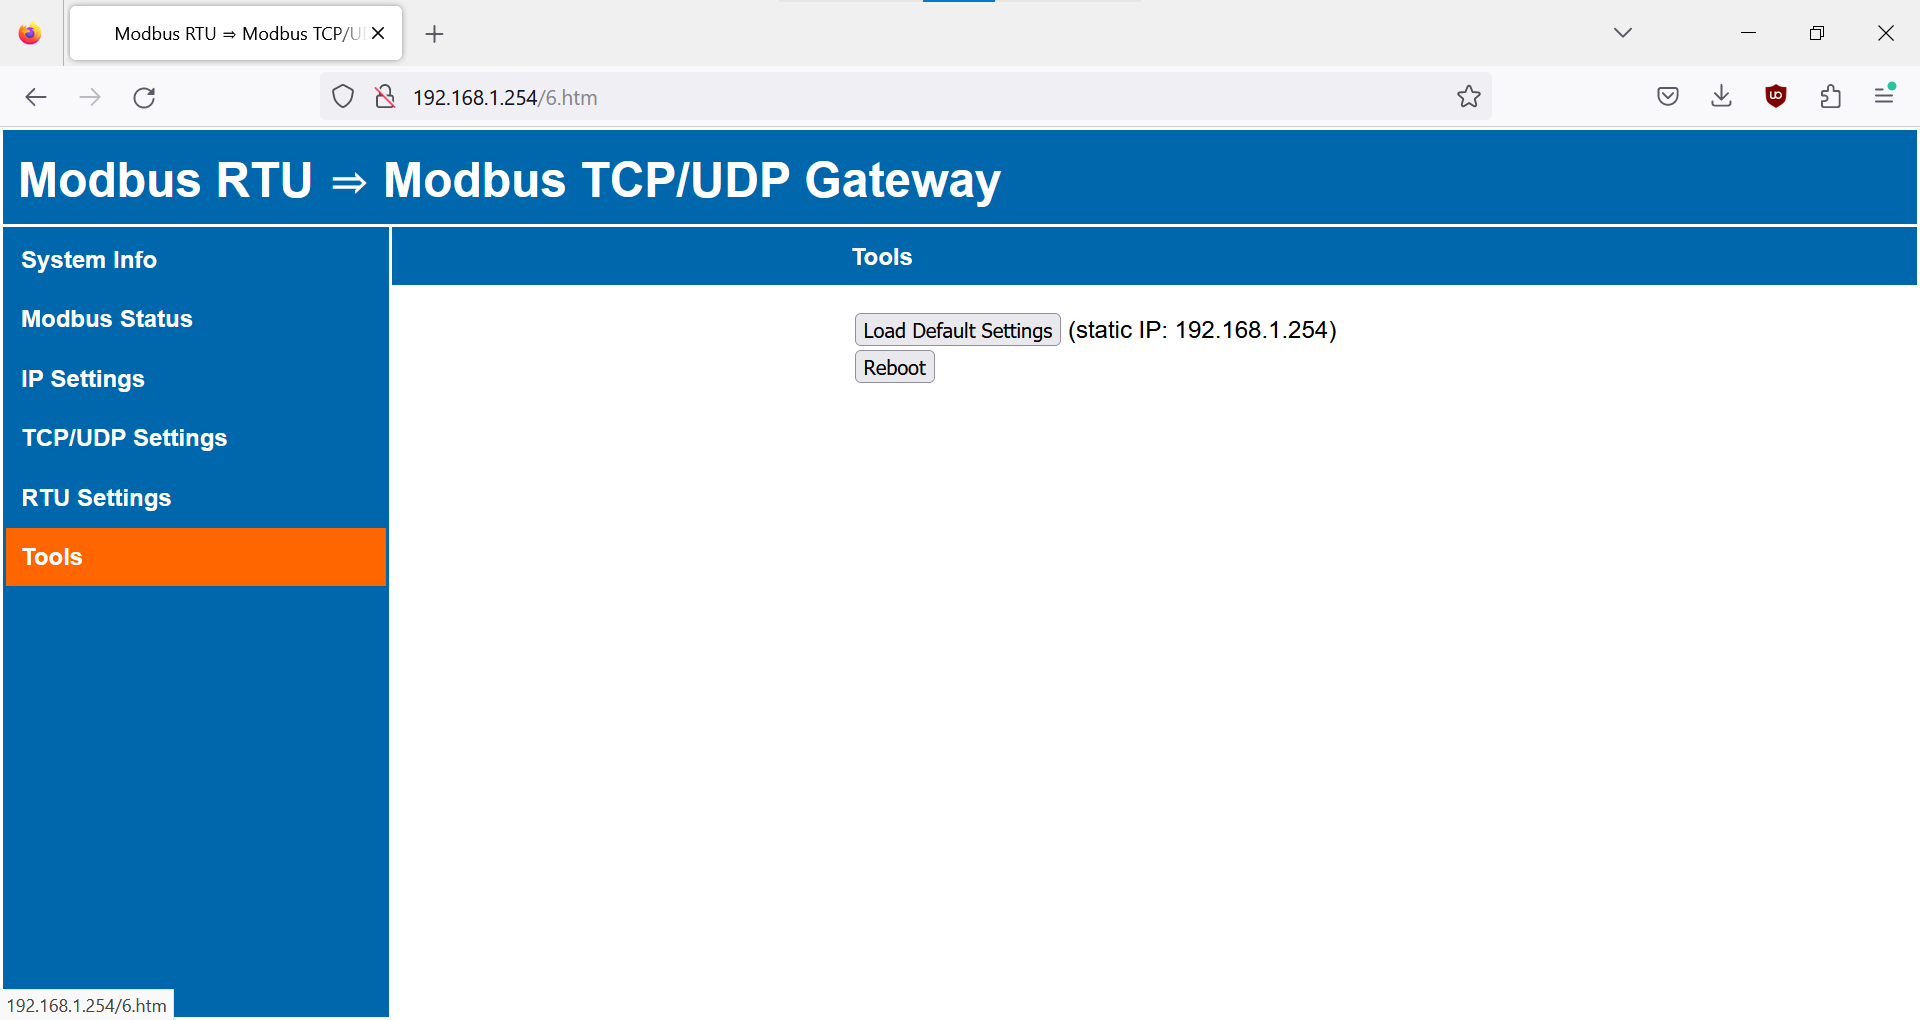 Modbus RTU ⇒ Modbus TCP/U
192.168.1.254/6.htm
Modbus RTU ⇒ Modbus TCP/UDP Gateway
System Info
Modbus Status
IP Settings
TCP/UDP Settings
RTU Settings
Tools
Tools
Load Default Settings (static IP: 192.168.1.254)
Reboot
192.168.1.254/6.htm